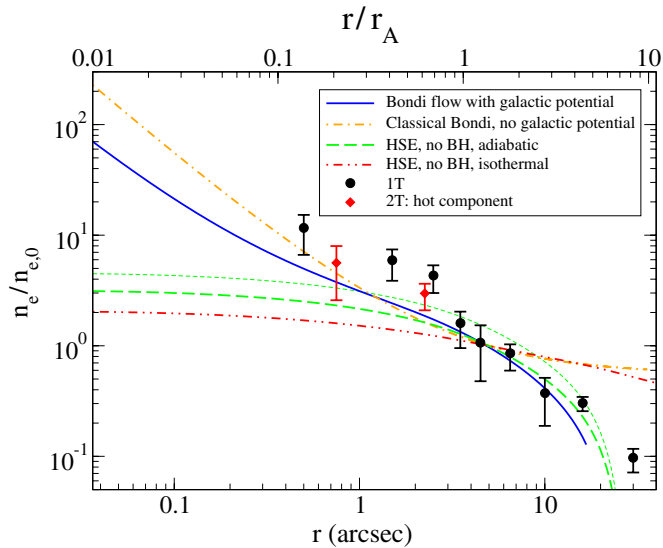 r/r_A
0.01 0.1 1 10
Bondi flow with galactic potential
Classical Bondi, no galactic potential
HSE, no BH, adiabatic
HSE, no BH, isothermal
1T
2T: hot component
10^2
10^1
10^0
10^-1
n_e/n_e,0
0.1 1 10
r (arcsec)